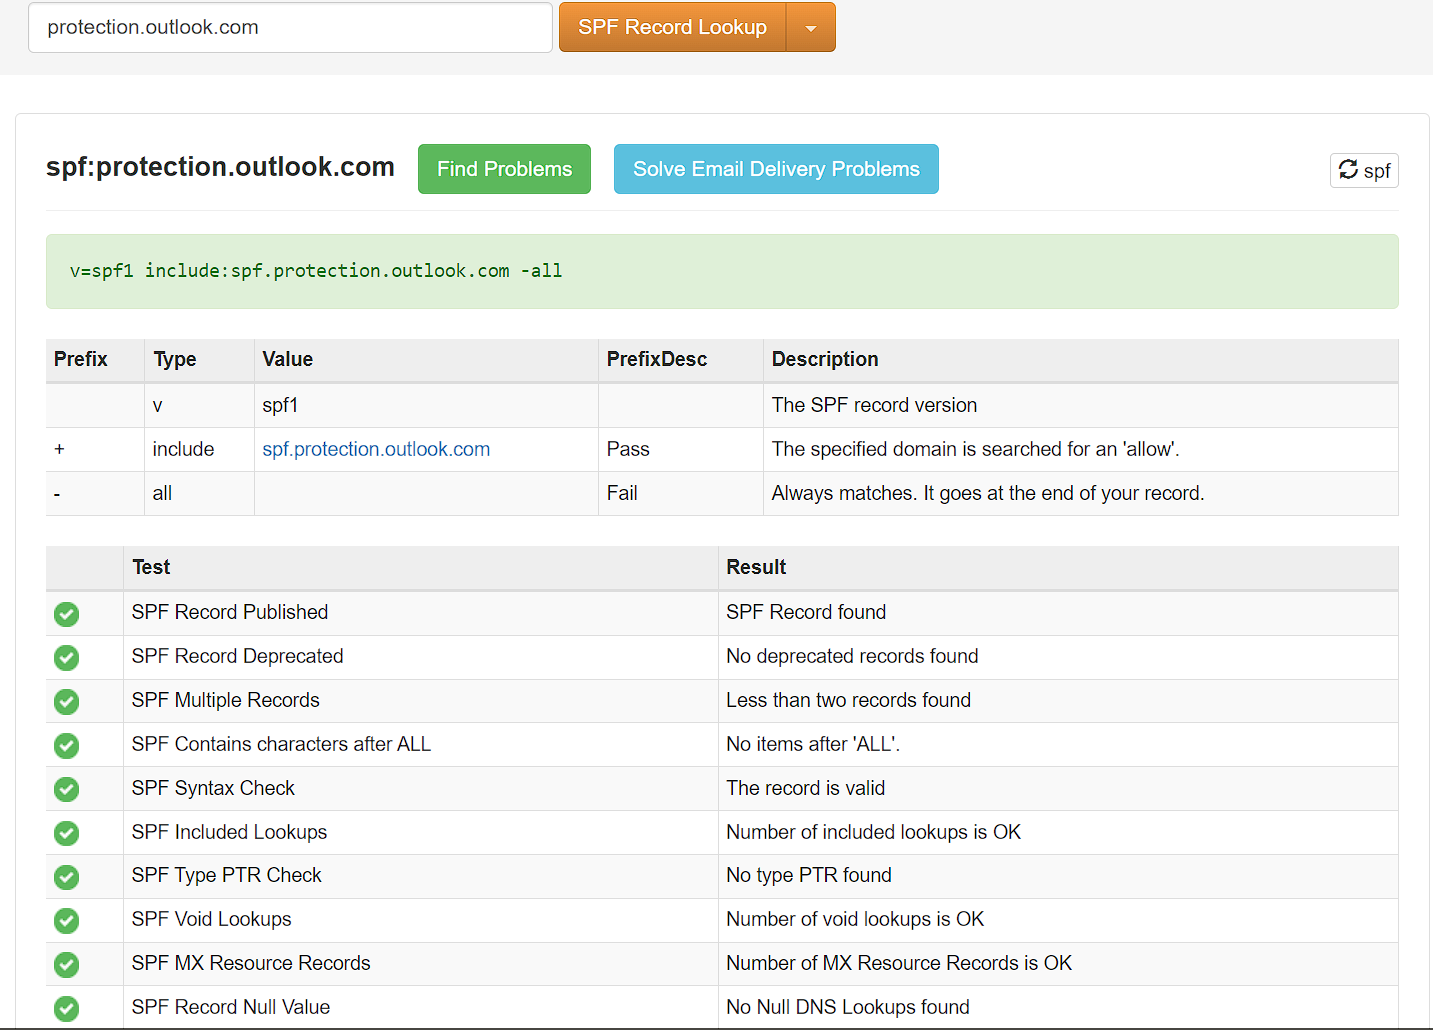 protection.outlook.com SPF Record Lookup
spf:protection.outlook.com Find Problems Solve Email Delivery Problems spf
v=spf1 include:spf.protection.outlook.com -all
Prefix Type Value PrefixDesc Description
v spf1 The SPF record version
+ include spf.protection.outlook.com Pass The specified domain is searched for an 'allow'.
- all Fail Always matches. It goes at the end of your record.
Test Result
SPF Record Published SPF Record found
SPF Record Deprecated No deprecated records found
SPF Multiple Records Less than two records found
SPF Contains characters after ALL No items after 'ALL'.
SPF Syntax Check The record is valid
SPF Included Lookups Number of included lookups is OK
SPF Type PTR Check No type PTR found
SPF Void Lookups Number of void lookups is OK
SPF MX Resource Records Number of MX Resource Records is OK
SPF Record Null Value No Null DNS Lookups found